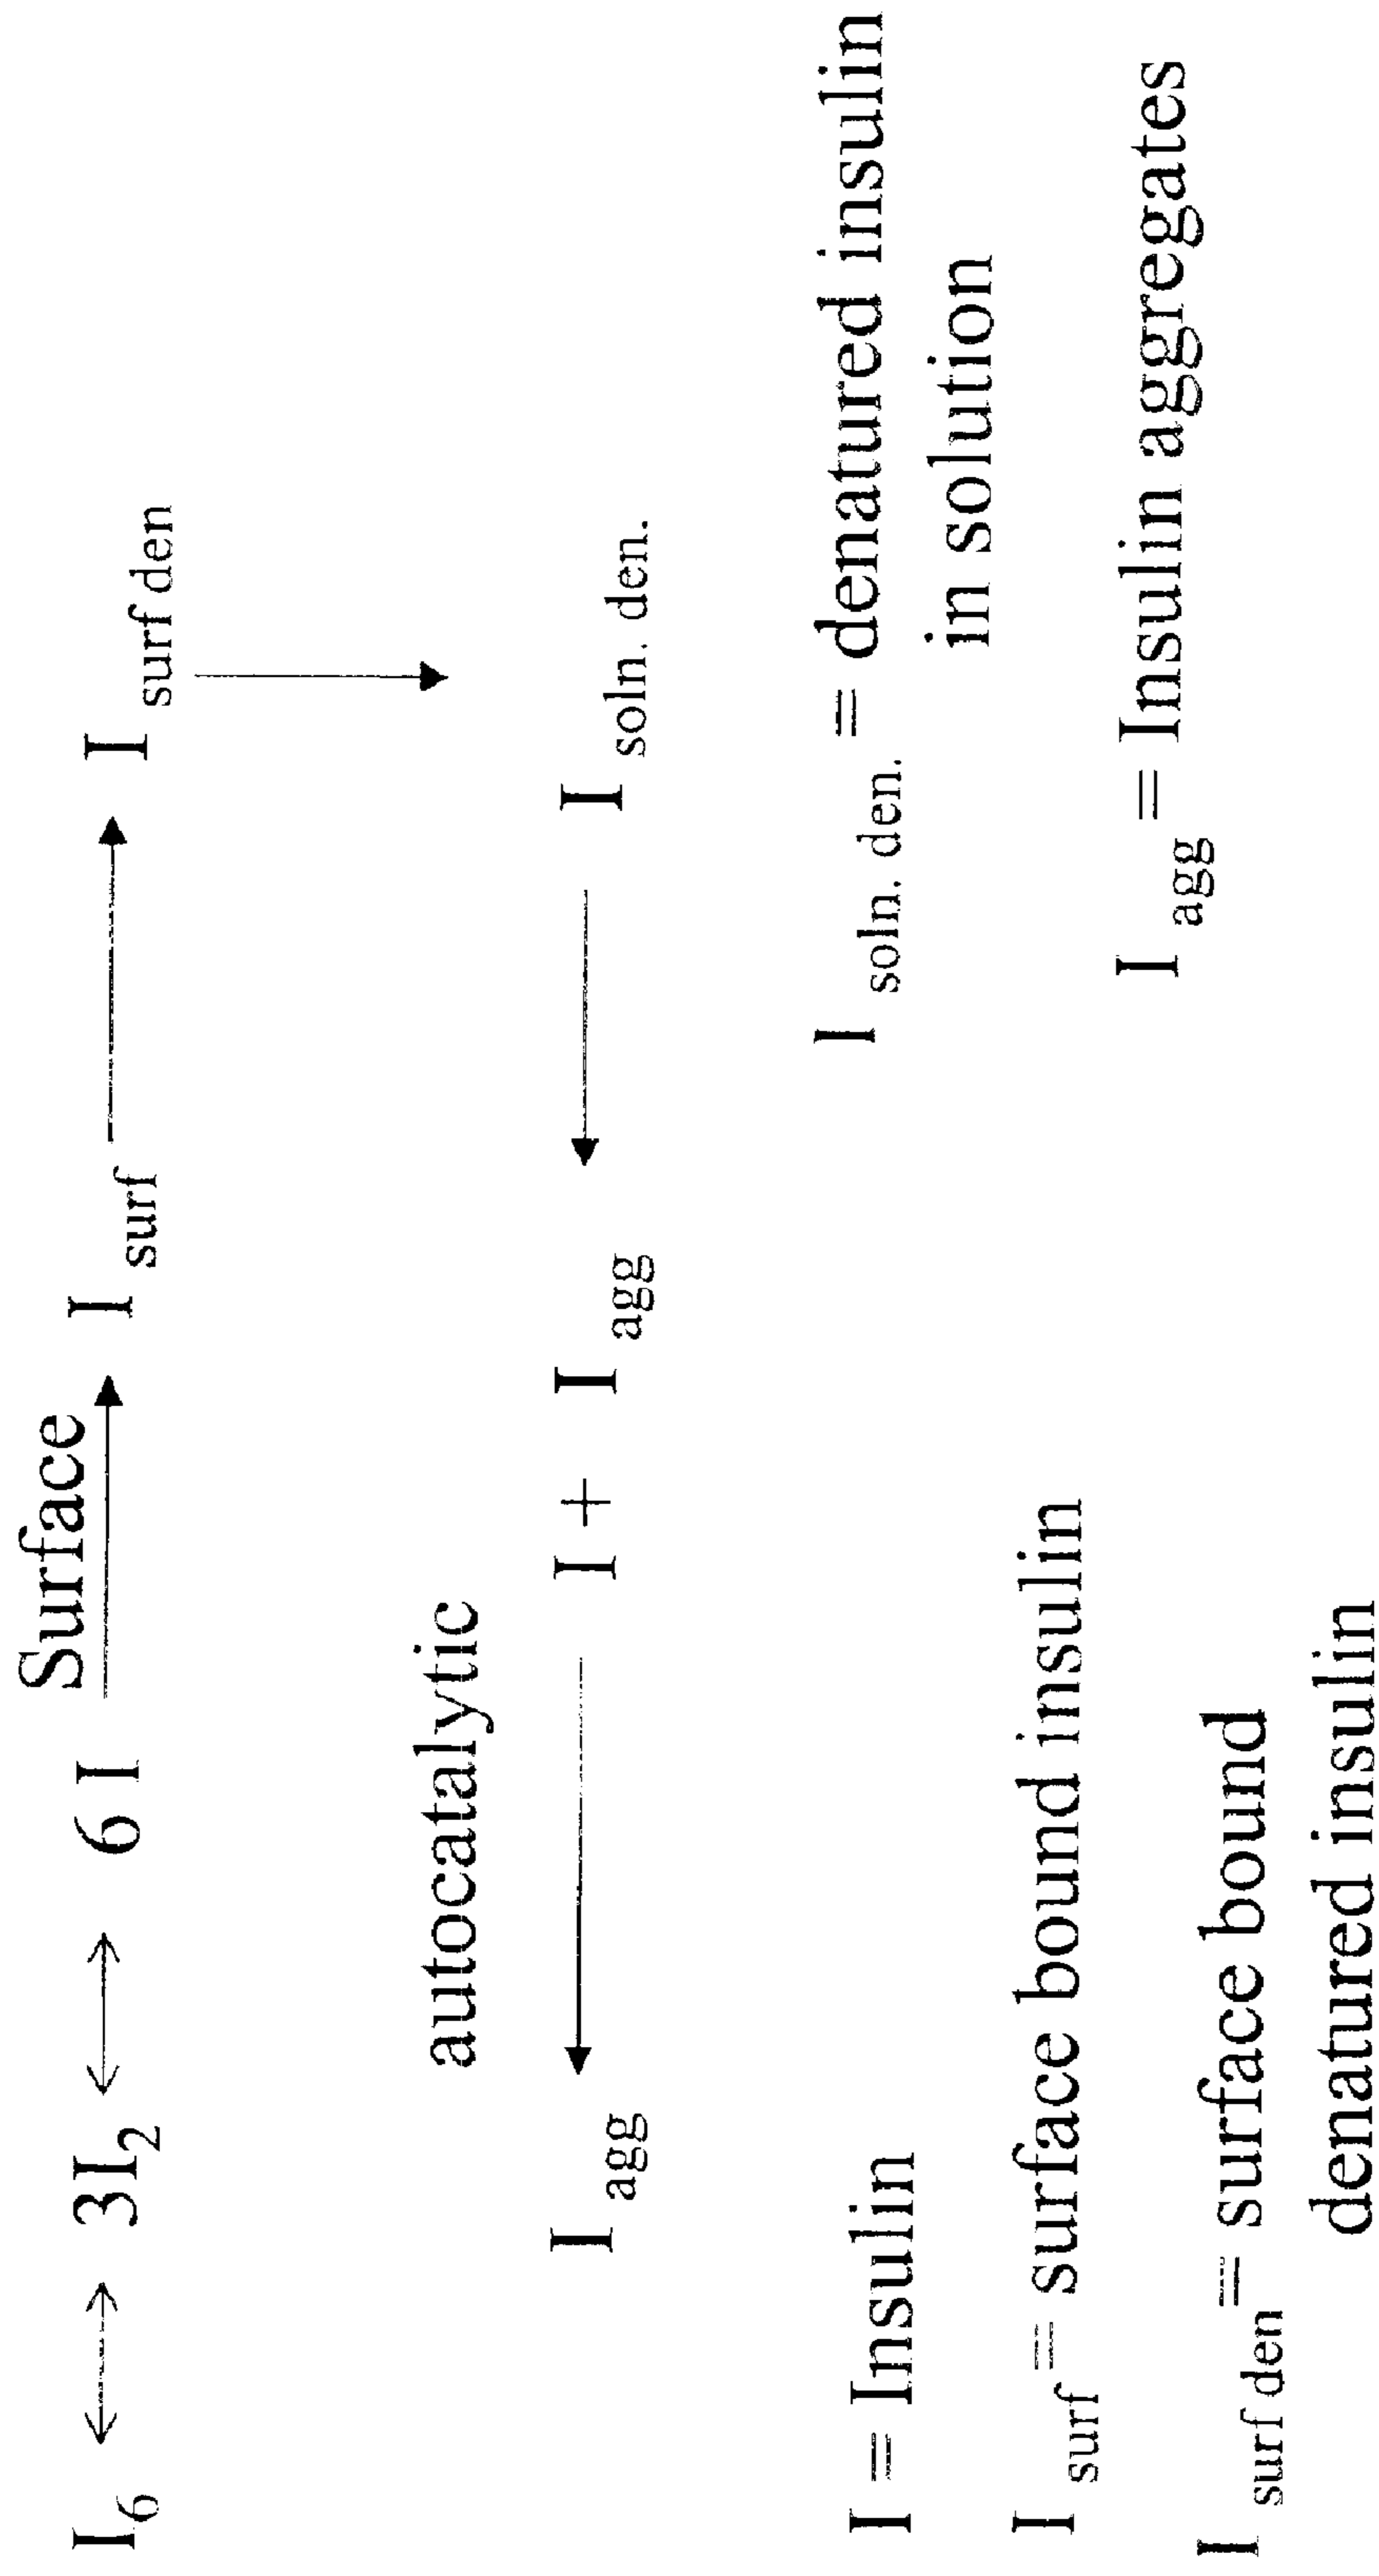 Surface
I6 ↔ 3I2 ↔ 6 I → I surf → I surf den
autocatalytic
I agg ← I + I agg ← I soln. den.
I = Insulin
I surf = surface bound insulin
I surf den = surface bound
denatured insulin
I soln. den. = denatured insulin
in solution
I agg = Insulin aggregates